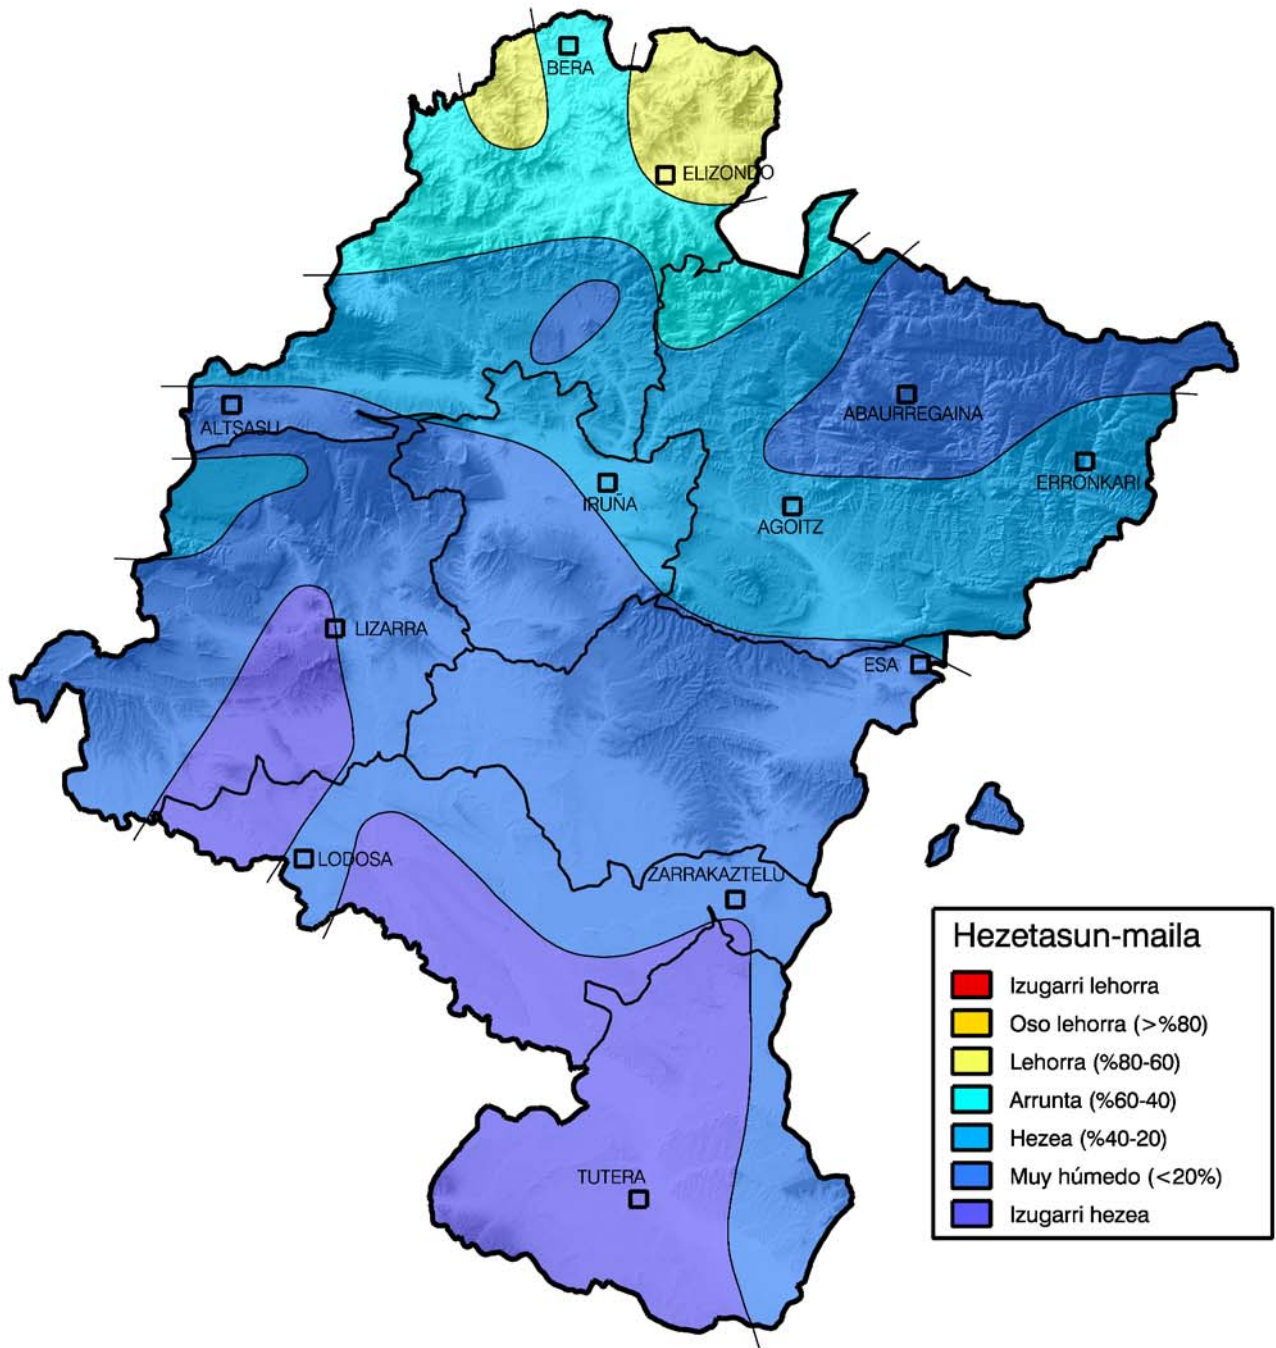 BERA
ELIZONDO
ABAURREGAINA
ALTSASU
ERRONKARI
IRUÑA
AGOITZ
LIZARRA
ESA
LODOSA
ZARRAKAZTELU
TUTERA
Hezetasun-maila
Izugarri lehorra
Oso lehorra (>%80)
Lehorra (%80-60)
Arrunta (%60-40)
Hezea (%40-20)
Muy húmedo (<20%)
Izugarri hezea